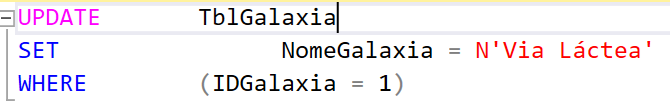 UPDATE TblGalaxia
SET NomeGalaxia = N'Via Láctea'
WHERE (IDGalaxia = 1)